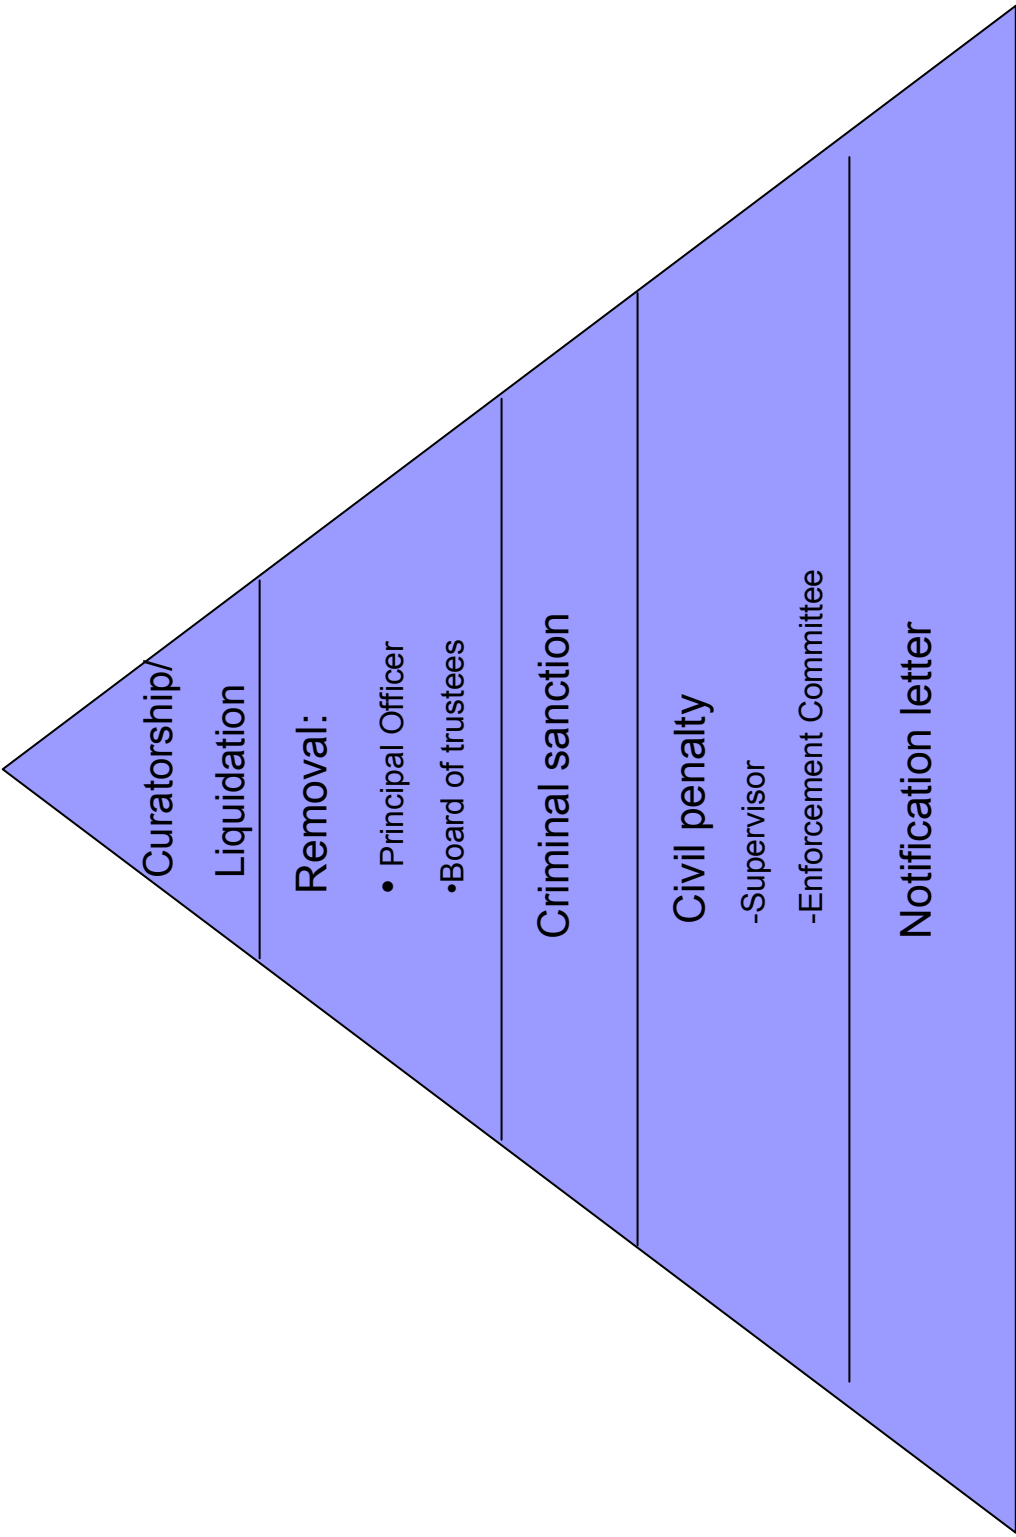 Curatorship/
Liquidation
Removal:
• Principal Officer
•Board of trustees
Criminal sanction
Civil penalty
-Supervisor
-Enforcement Committee
Notification letter